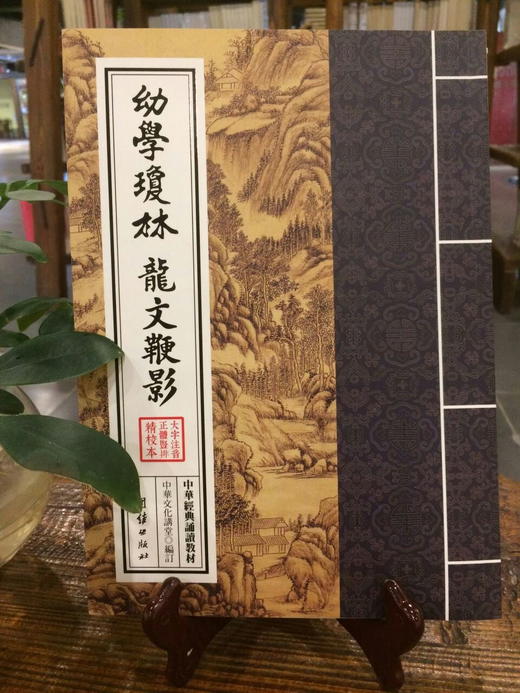 幼學瓊林 龍文鞭影
大字注音
正體豎排
精校本
中華經典誦讀教材
中華文化講堂◎編訂
结出版社